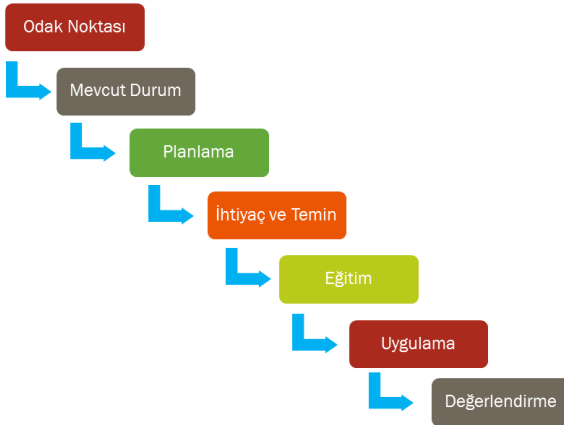 Odak Noktası
Mevcut Durum
Planlama
İhtiyaç ve Temin
Eğitim
Uygulama
Değerlendirme